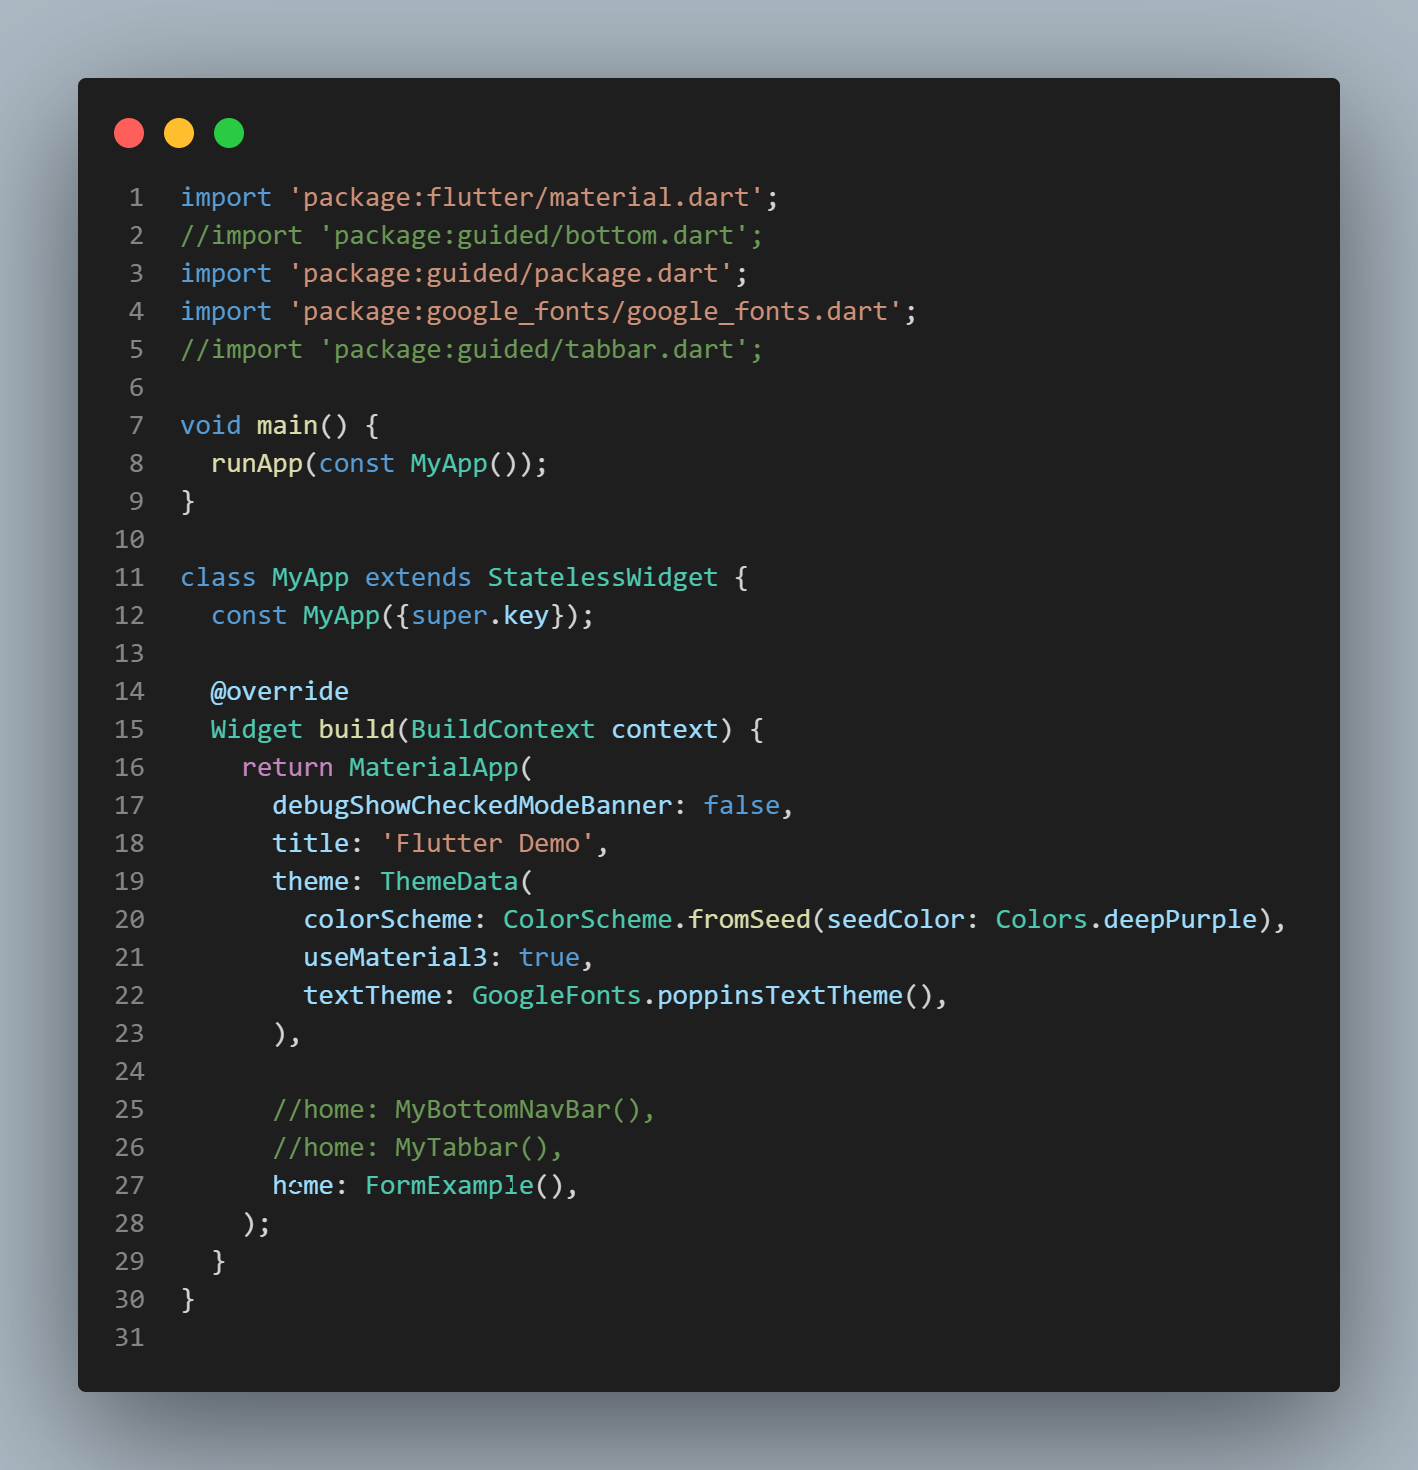 1 import 'package:flutter/material.dart';
2 //import 'package:guided/bottom.dart';
3 import 'package:guided/package.dart';
4 import 'package:google_fonts/google_fonts.dart';
5 //import 'package:guided/tabbar.dart';
6
7 void main() {
8   runApp(const MyApp());
9 }
10
11 class MyApp extends StatelessWidget {
12   const MyApp({super.key});
13
14   @override
15   Widget build(BuildContext context) {
16     return MaterialApp(
17       debugShowCheckedModeBanner: false,
18       title: 'Flutter Demo',
19       theme: ThemeData(
20         colorScheme: ColorScheme.fromSeed(seedColor: Colors.deepPurple),
21         useMaterial3: true,
22         textTheme: GoogleFonts.poppinsTextTheme(),
23       ),
24
25       //home: MyBottomNavBar(),
26       //home: MyTabbar(),
27       home: FormExample(),
28     );
29   }
30 }
31